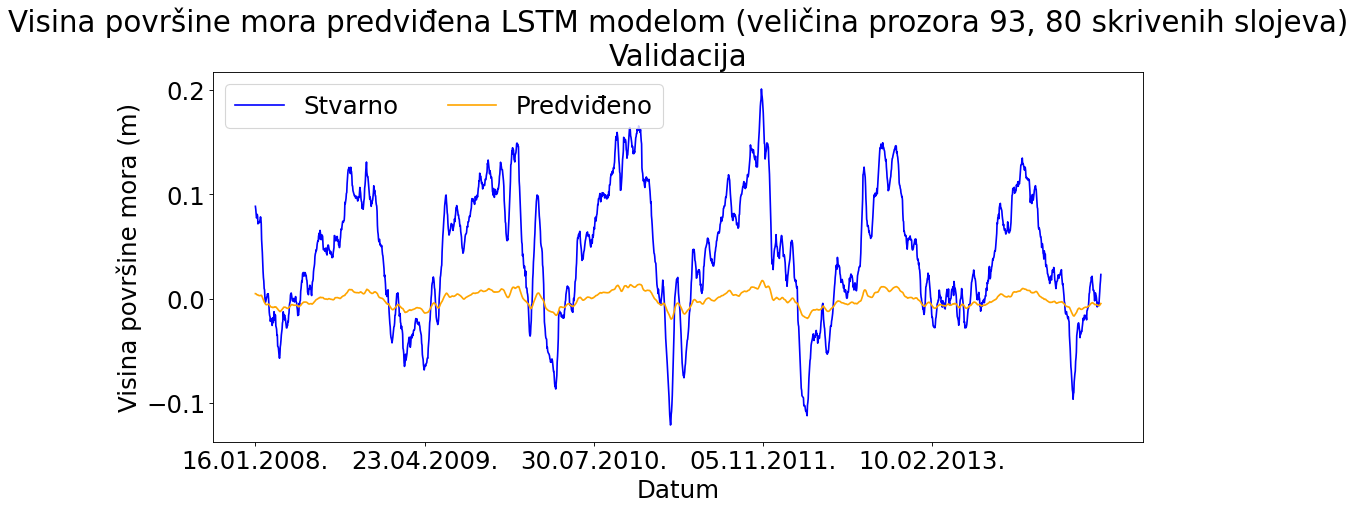 Visina površine mora predviđena LSTM modelom (veličina prozora 93, 80 skrivenih slojeva)
Validacija
Stvarno Predviđeno
Visina površine mora (m)
0.2
0.1
0.0
−0.1
16.01.2008. 23.04.2009. 30.07.2010. 05.11.2011. 10.02.2013.
Datum